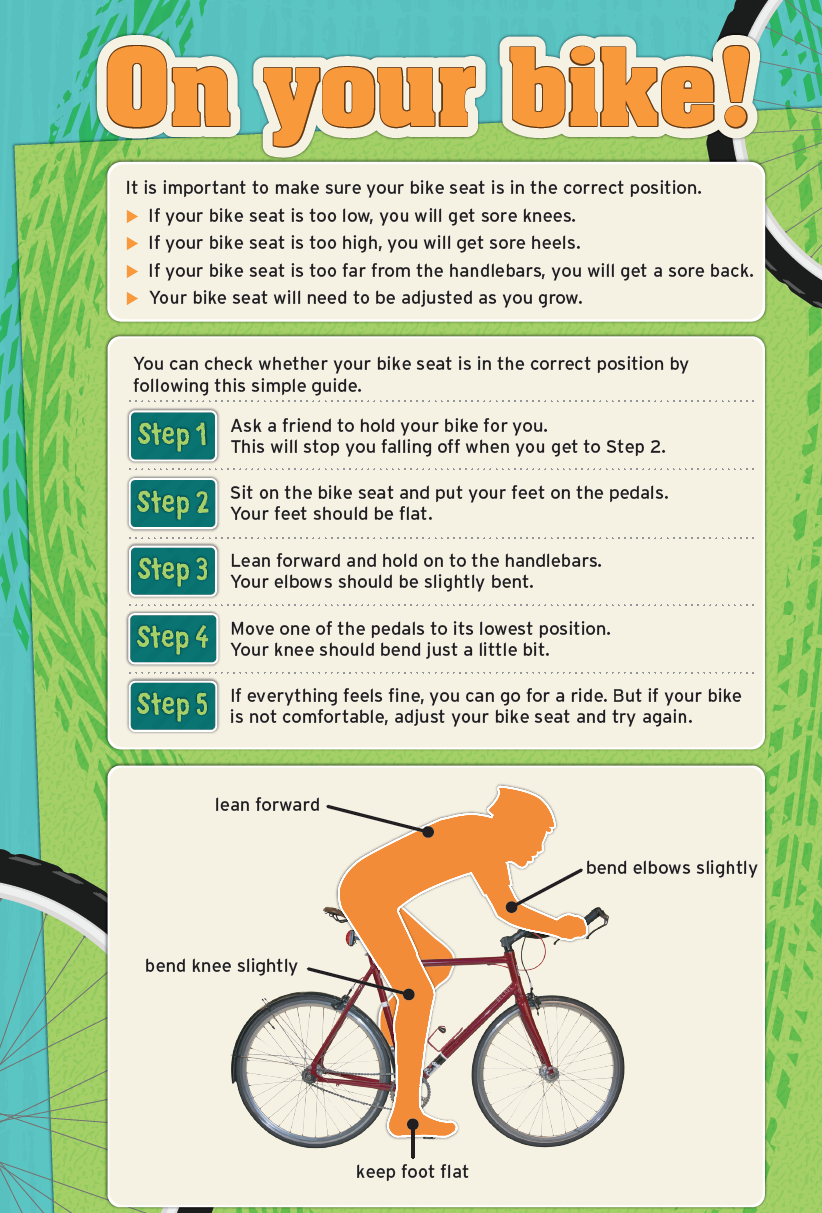 On your bike!
It is important to make sure your bike seat is in the correct position.
If your bike seat is too low, you will get sore knees.
If your bike seat is too high, you will get sore heels.
If your bike seat is too far from the handlebars, you will get a sore back.
Your bike seat will need to be adjusted as you grow.
You can check whether your bike seat is in the correct position by
following this simple guide.
Step 1
Ask a friend to hold your bike for you.
This will stop you falling off when you get to Step 2.
Step 2
Sit on the bike seat and put your feet on the pedals.
Your feet should be flat.
Step 3
Lean forward and hold on to the handlebars.
Your elbows should be slightly bent.
Step 4
Move one of the pedals to its lowest position.
Your knee should bend just a little bit.
Step 5
If everything feels fine, you can go for a ride. But if your bike
is not comfortable, adjust your bike seat and try again.
lean forward
bend elbows slightly
bend knee slightly
keep foot flat